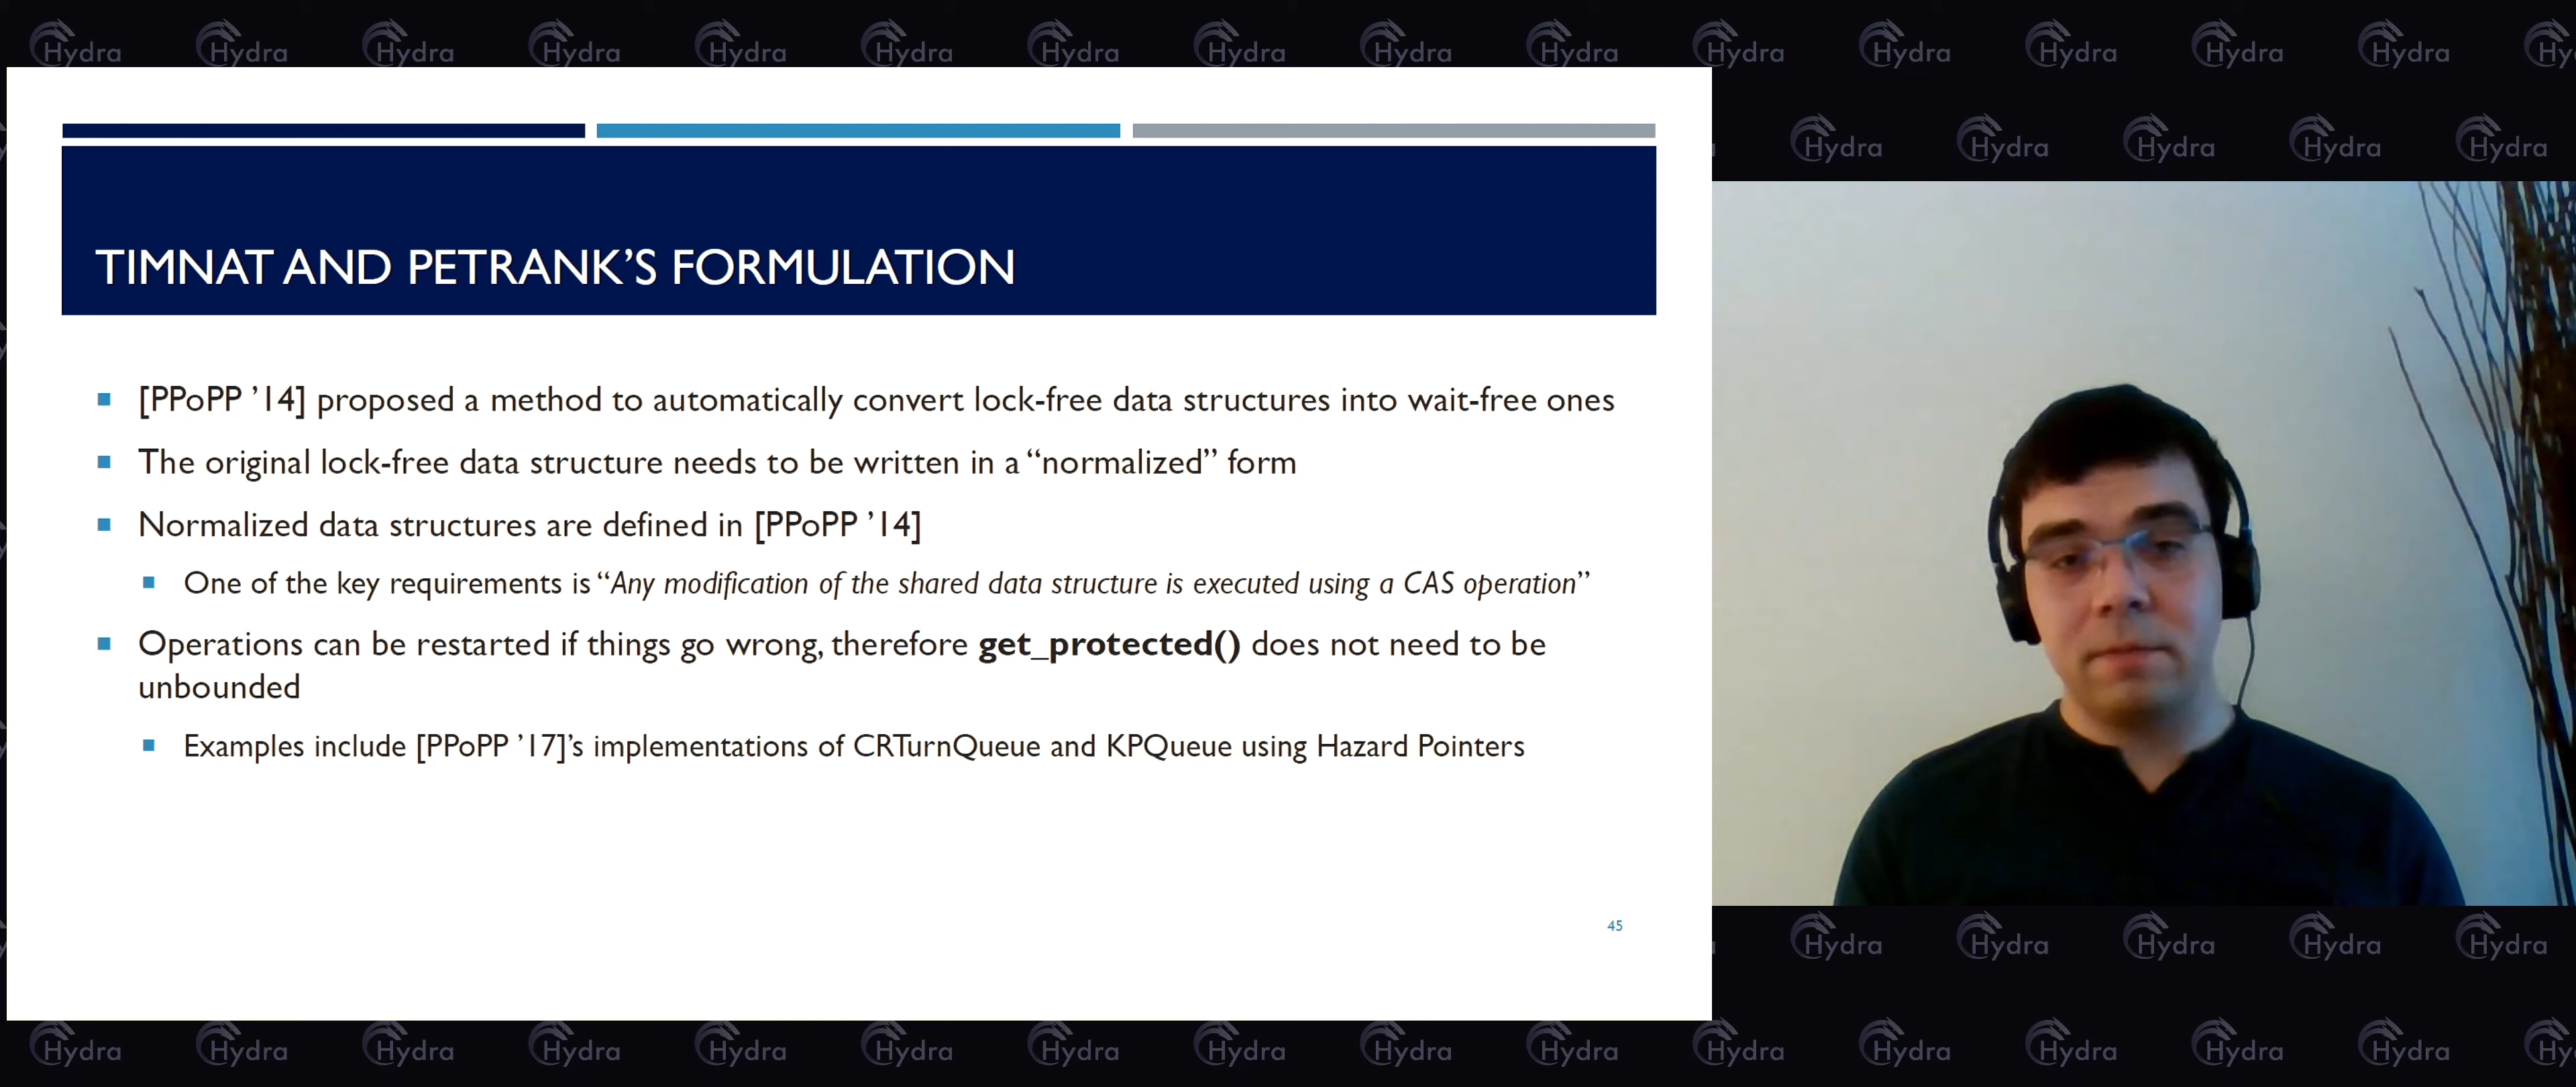 Hydra Hydra Hydra Hydra Hydra Hydra Hydra Hydra Hydra Hydra Hydra Hydra Hydra Hydra Hydra Hy
Hydra Hydra Hydra Hydra Hydra
TIMNAT AND PETRANK’S FORMULATION
[PPoPP ’14] proposed a method to automatically convert lock-free data structures into wait-free ones
The original lock-free data structure needs to be written in a “normalized” form
Normalized data structures are defined in [PPoPP ’14]
One of the key requirements is “Any modification of the shared data structure is executed using a CAS operation”
Operations can be restarted if things go wrong, therefore get_protected() does not need to be
unbounded
Examples include [PPoPP ’17]’s implementations of CRTurnQueue and KPQueue using Hazard Pointers
45
Hydra Hydra Hydra Hydra Hydra
Hydra Hydra Hydra Hydra Hydra Hydra Hydra Hydra Hydra Hydra Hydra Hydra Hydra Hydra Hydra Hy